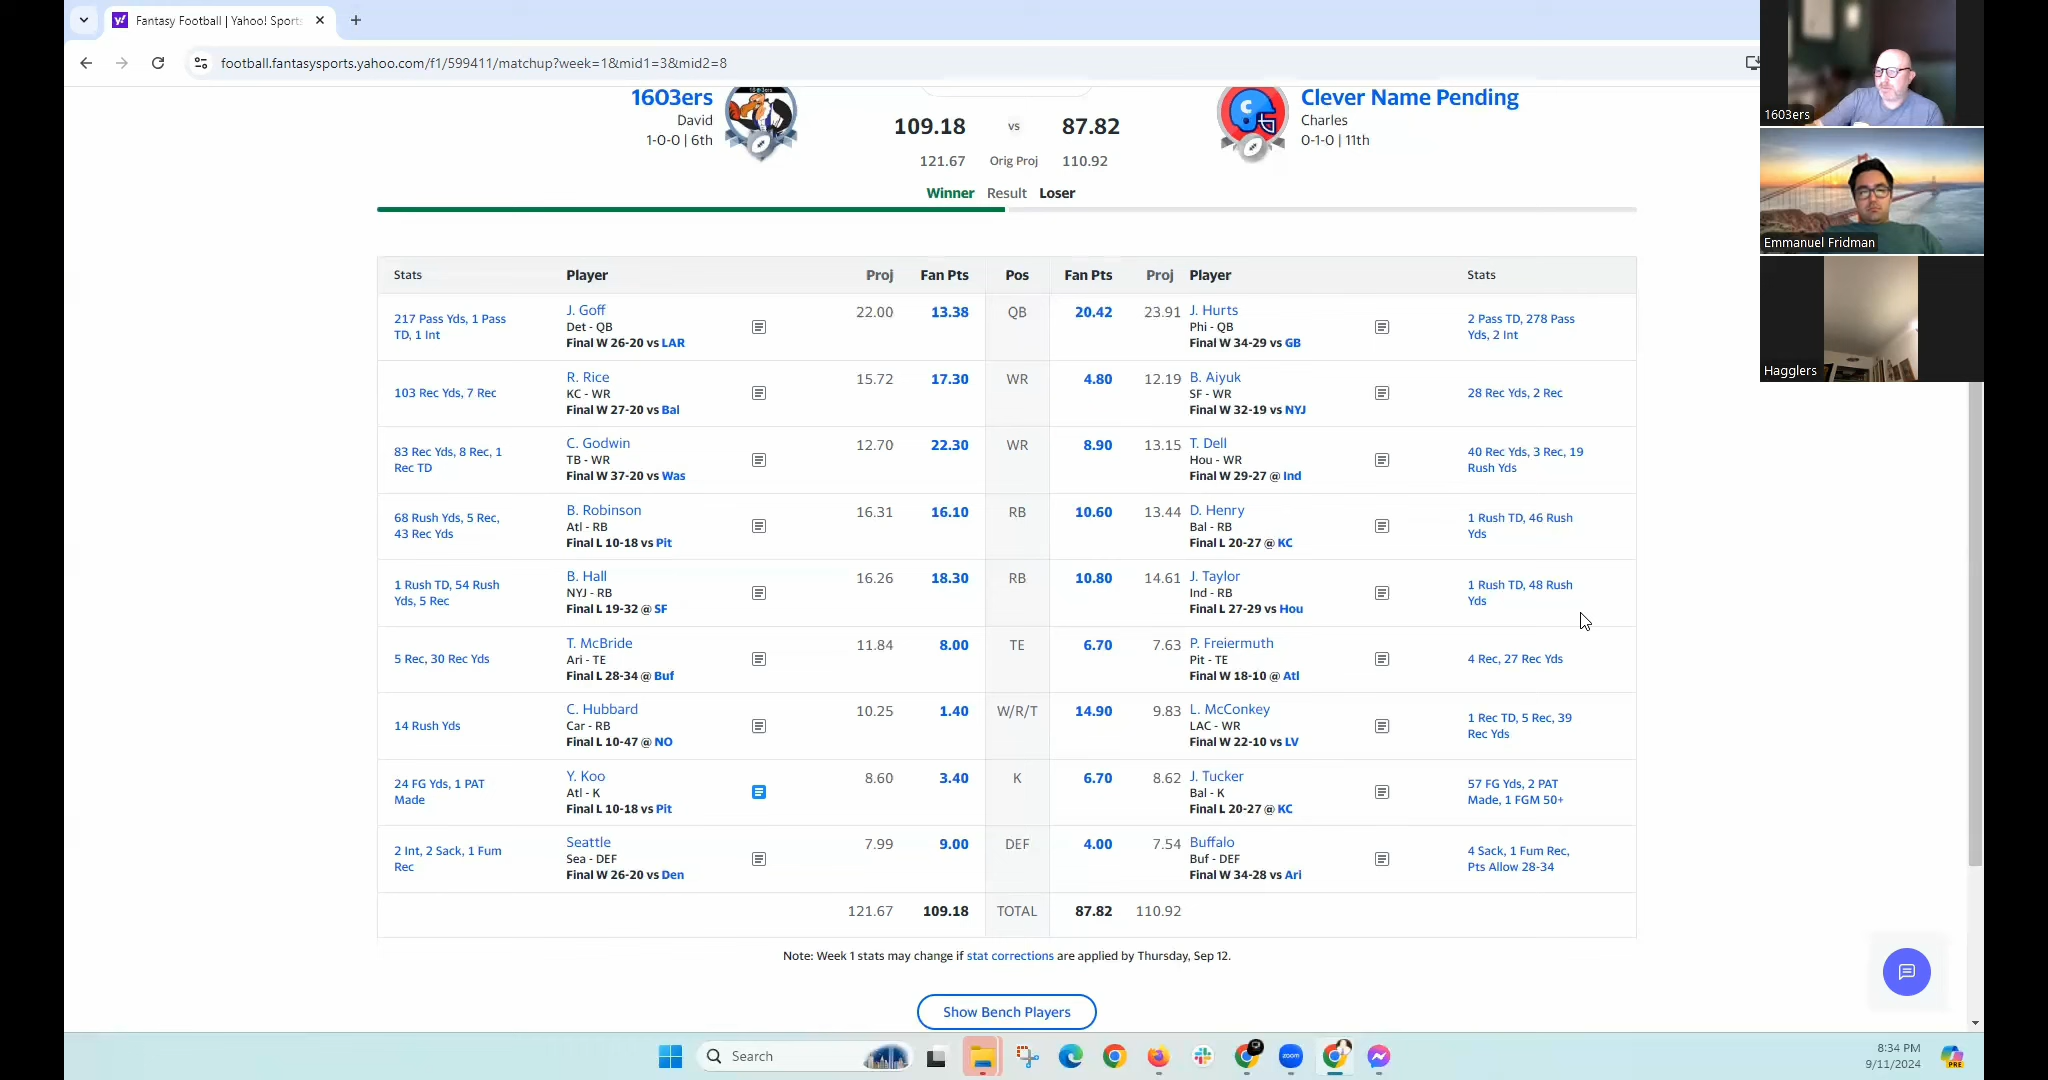 Fantasy Football | Yahoo! Sports
football.fantasysports.yahoo.com/f1/599411/matchup?week=1&mid1=3&mid2=8
1603ers
David
1-0-0 | 6th
109.18 vs 87.82
121.67 Orig Proj 110.92
Winner Result Loser
Clever Name Pending
Charles
0-1-0 | 11th
1603ers
Emmanuel Fridman
Hagglers
Stats Player Proj Fan Pts Pos Fan Pts Proj Player Stats
217 Pass Yds, 1 Pass
TD, 1 Int
J. Goff
Det - QB
Final W 26-20 vs LAR
22.00 13.38 QB 20.42 23.91
J. Hurts
Phi - QB
Final W 34-29 vs GB
2 Pass TD, 278 Pass
Yds, 2 Int
103 Rec Yds, 7 Rec
R. Rice
KC - WR
Final W 27-20 vs Bal
15.72 17.30 WR 4.80 12.19
B. Aiyuk
SF - WR
Final W 32-19 vs NYJ
28 Rec Yds, 2 Rec
83 Rec Yds, 8 Rec, 1
Rec TD
C. Godwin
TB - WR
Final W 37-20 vs Was
12.70 22.30 WR 8.90 13.15
T. Dell
Hou - WR
Final W 29-27 @ Ind
40 Rec Yds, 3 Rec, 19
Rush Yds
68 Rush Yds, 5 Rec,
43 Rec Yds
B. Robinson
Atl - RB
Final L 10-18 vs Pit
16.31 16.10 RB 10.60 13.44
D. Henry
Bal - RB
Final L 20-27 @ KC
1 Rush TD, 46 Rush
Yds
1 Rush TD, 54 Rush
Yds, 5 Rec
B. Hall
NYJ - RB
Final L 19-32 @ SF
16.26 18.30 RB 10.80 14.61
J. Taylor
Ind - RB
Final L 27-29 vs Hou
1 Rush TD, 48 Rush
Yds
5 Rec, 30 Rec Yds
T. McBride
Ari - TE
Final L 28-34 @ Buf
11.84 8.00 TE 6.70 7.63
P. Freiermuth
Pit - TE
Final W 18-10 @ Atl
4 Rec, 27 Rec Yds
14 Rush Yds
C. Hubbard
Car - RB
Final L 10-47 @ NO
10.25 1.40 W/R/T 14.90 9.83
L. McConkey
LAC - WR
Final W 22-10 vs LV
1 Rec TD, 5 Rec, 39
Rec Yds
24 FG Yds, 1 PAT
Made
Y. Koo
Atl - K
Final L 10-18 vs Pit
8.60 3.40 K 6.70 8.62
J. Tucker
Bal - K
Final L 20-27 @ KC
57 FG Yds, 2 PAT
Made, 1 FGM 50+
2 Int, 2 Sack, 1 Fum
Rec
Seattle
Sea - DEF
Final W 26-20 vs Den
7.99 9.00 DEF 4.00 7.54
Buffalo
Buf - DEF
Final W 34-28 vs Ari
4 Sack, 1 Fum Rec,
Pts Allow 28-34
121.67 109.18 TOTAL 87.82 110.92
Note: Week 1 stats may change if stat corrections are applied by Thursday, Sep 12.
Show Bench Players
Search
zoom
8:34 PM
9/11/2024
PRE